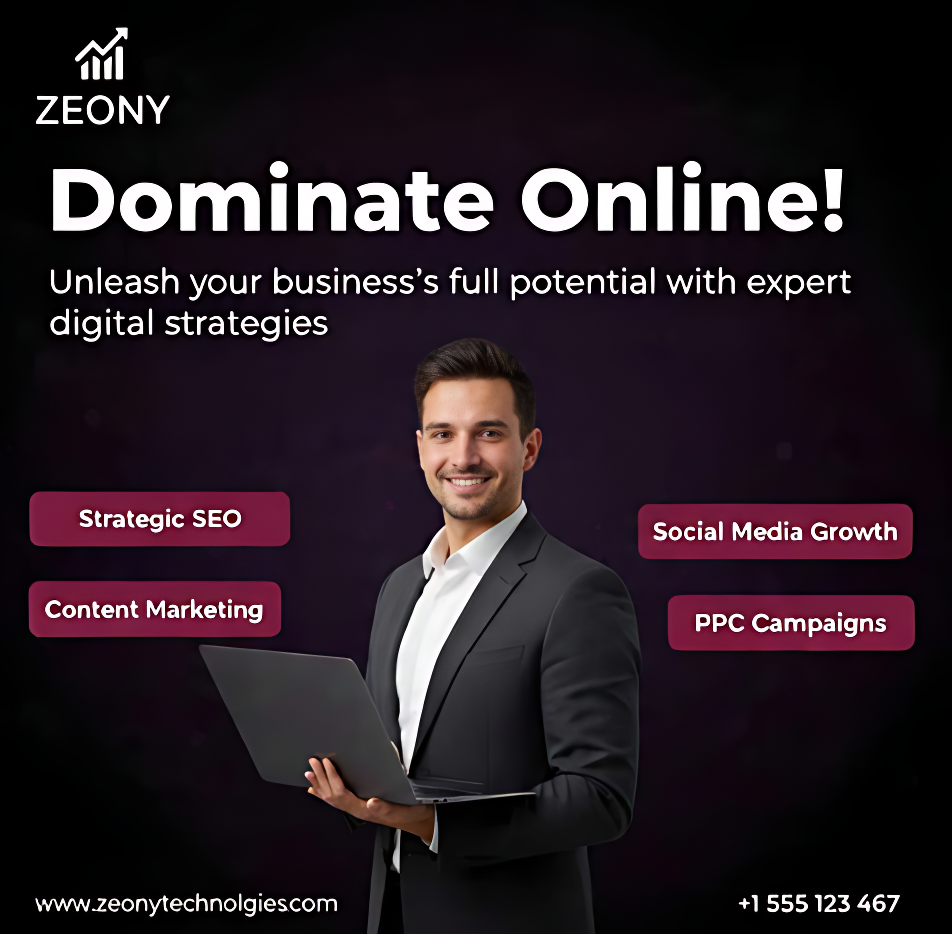 ZEONY
Dominate Online!
Unleash your business's full potential with expert
digital strategies
Strategic SEO
Social Media Growth
Content Marketing
PPC Campaigns
www.zeonytechnolgies.com
+1 555 123 467